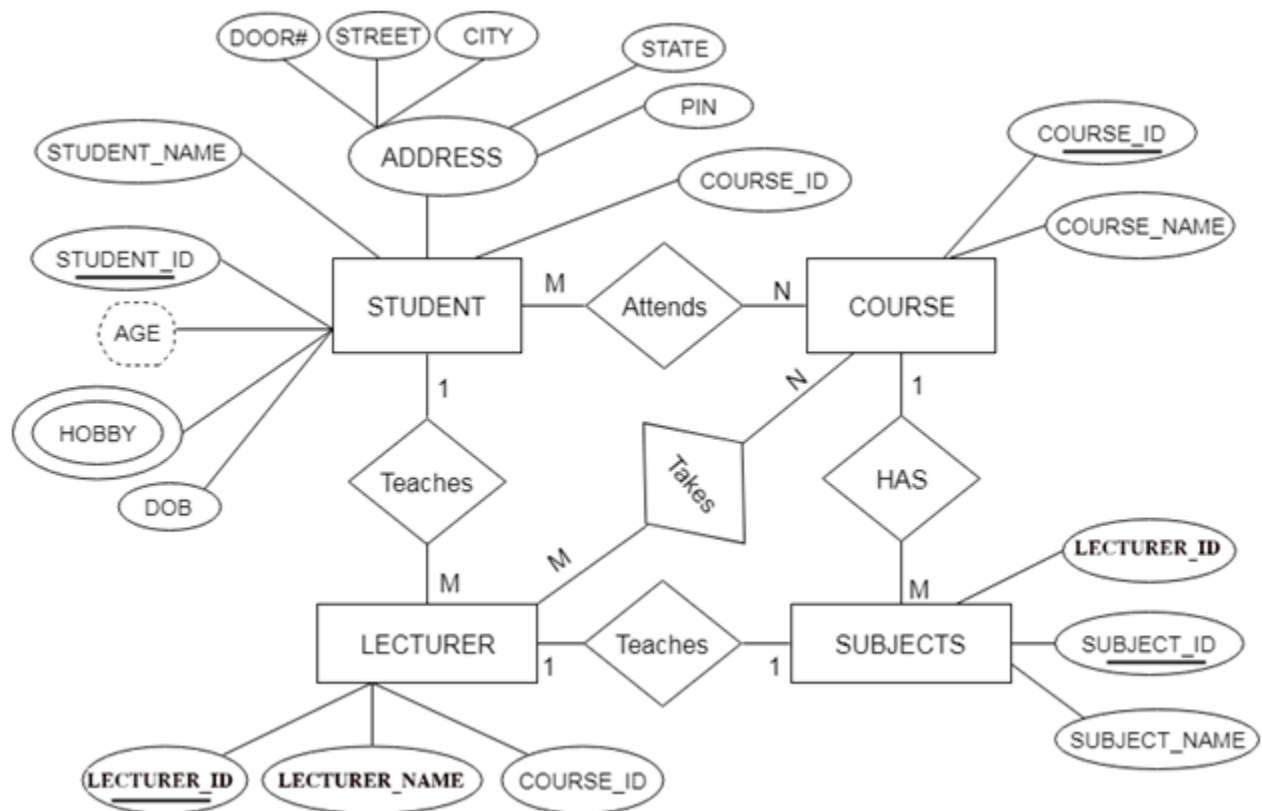 DOOR#
STREET
CITY
STATE
PIN
ADDRESS
STUDENT_NAME
COURSE_ID
COURSE_ID
COURSE_NAME
STUDENT_ID
AGE
HOBBY
DOB
STUDENT
M
Attends
N
COURSE
1
N
1
Teaches
Takes
HAS
M
M
M
LECTURER_ID
LECTURER
1
Teaches
1
SUBJECTS
SUBJECT_ID
SUBJECT_NAME
LECTURER_ID
LECTURER_NAME
COURSE_ID